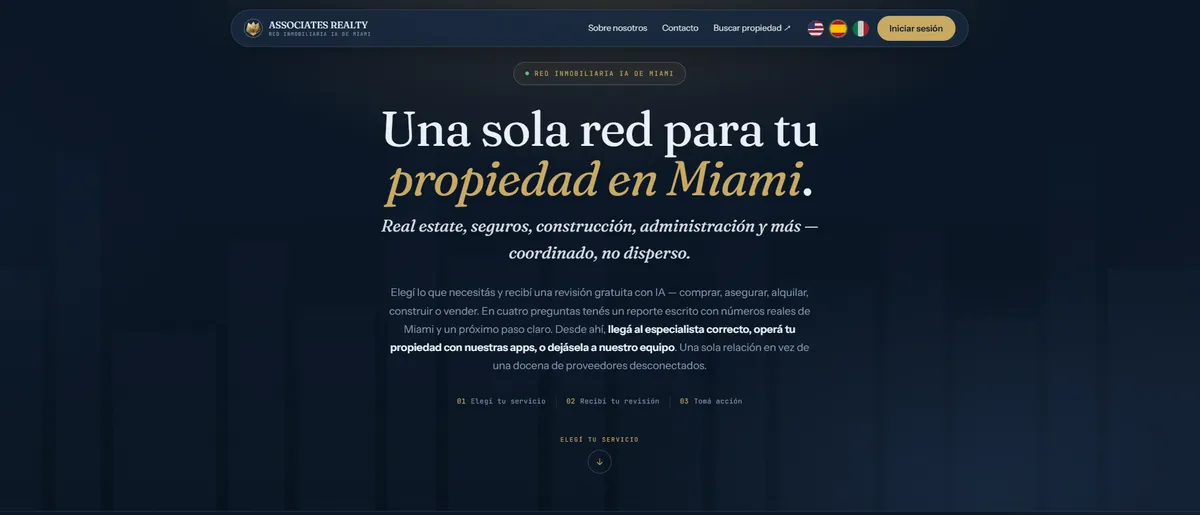 ASSOCIATES REALTY
RED INMOBILIARIA IA DE MIAMI
Sobre nosotros
Contacto
Buscar propiedad ↗
Iniciar sesión
RED INMOBILIARIA IA DE MIAMI
Una sola red para tu
propiedad en Miami.
Real estate, seguros, construcción, administración y más —
coordinado, no disperso.
Elegí lo que necesitás y recibí una revisión gratuita con IA — comprar, asegurar, alquilar,
construir o vender. En cuatro preguntas tenés un reporte escrito con números reales de
Miami y un próximo paso claro. Desde ahí, llegá al especialista correcto, operá tu
propiedad con nuestras apps, o dejásela a nuestro equipo. Una sola relación en vez de
una docena de proveedores desconectados.
01 Elegí tu servicio
02 Recibí tu revisión
03 Tomá acción
ELEGÍ TU SERVICIO